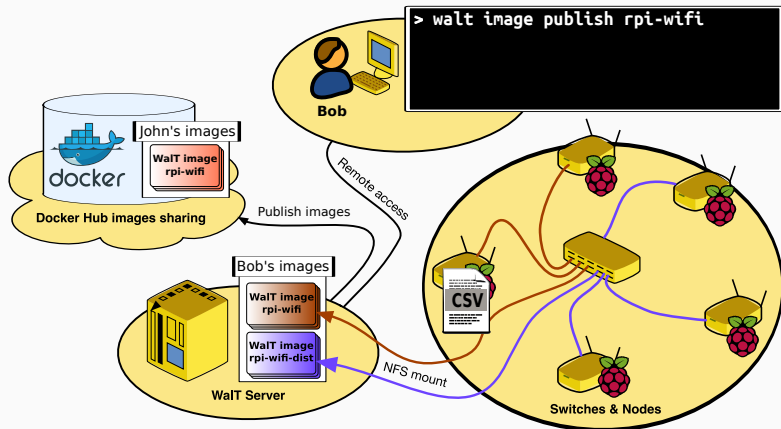 > walt image publish rpi-wifi
Bob
John's images
WalT image
rpi-wifi
docker
Docker Hub images sharing
Remote access
Publish images
Bob's images
WalT image
rpi-wifi
WalT image
rpi-wifi-dist
WalT Server
NFS mount
CSV
Switches & Nodes